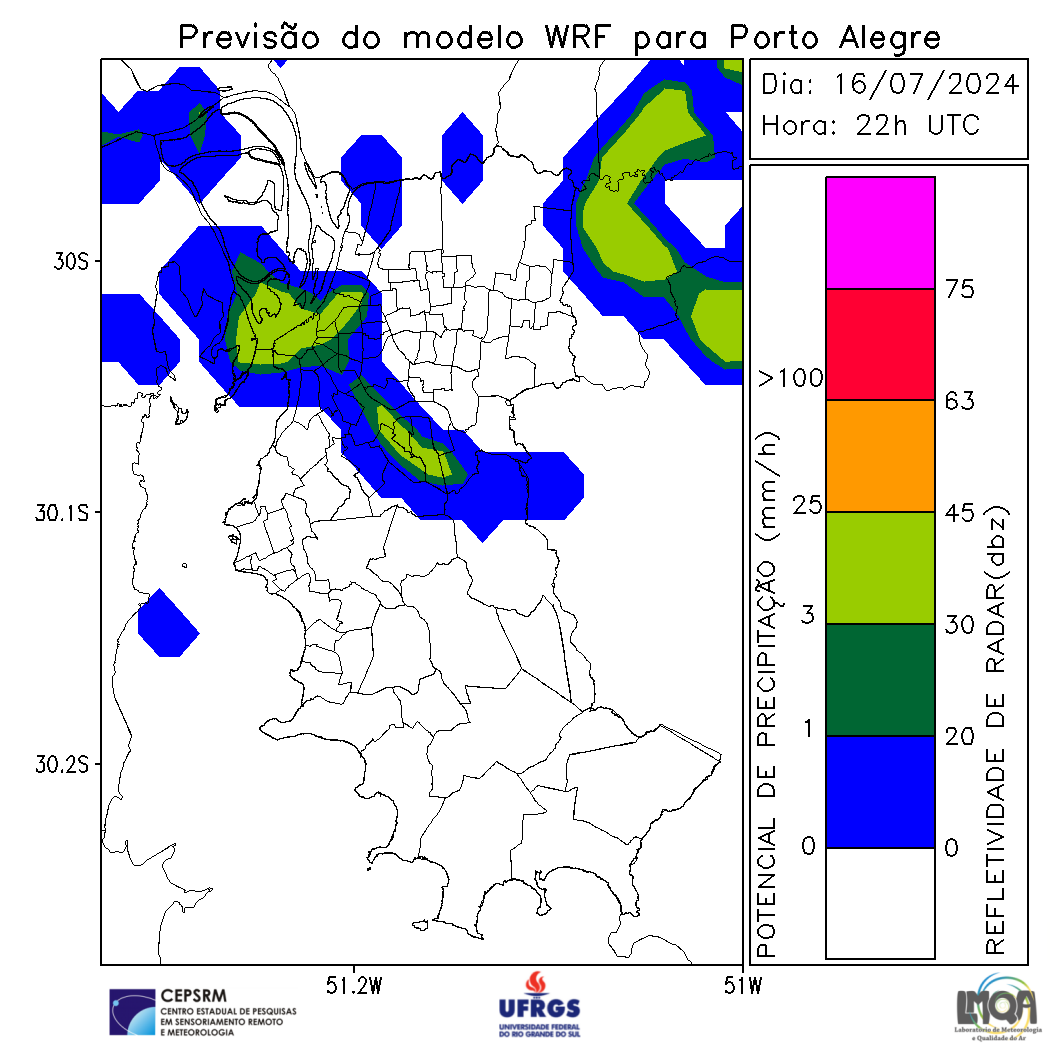 Previsão do modelo WRF para Porto Alegre
Dia: 16/07/2024
Hora: 22h UTC
30S
30.1S
30.2S
51.2W
51W
POTENCIAL DE PRECIPITAÇÃO (mm/h)
>100
25
3
1
0
75
63
45
30
20
0
REFLETIVIDADE DE RADAR(dbz)
CEPSRM
CENTRO ESTADUAL DE PESQUISAS
EM SENSORIAMENTO REMOTO
E METEOROLOGIA
UFRGS
UNIVERSIDADE FEDERAL
DO RIO GRANDE DO SUL
LMQA
Laboratório de Meteorologia
e Qualidade do Ar